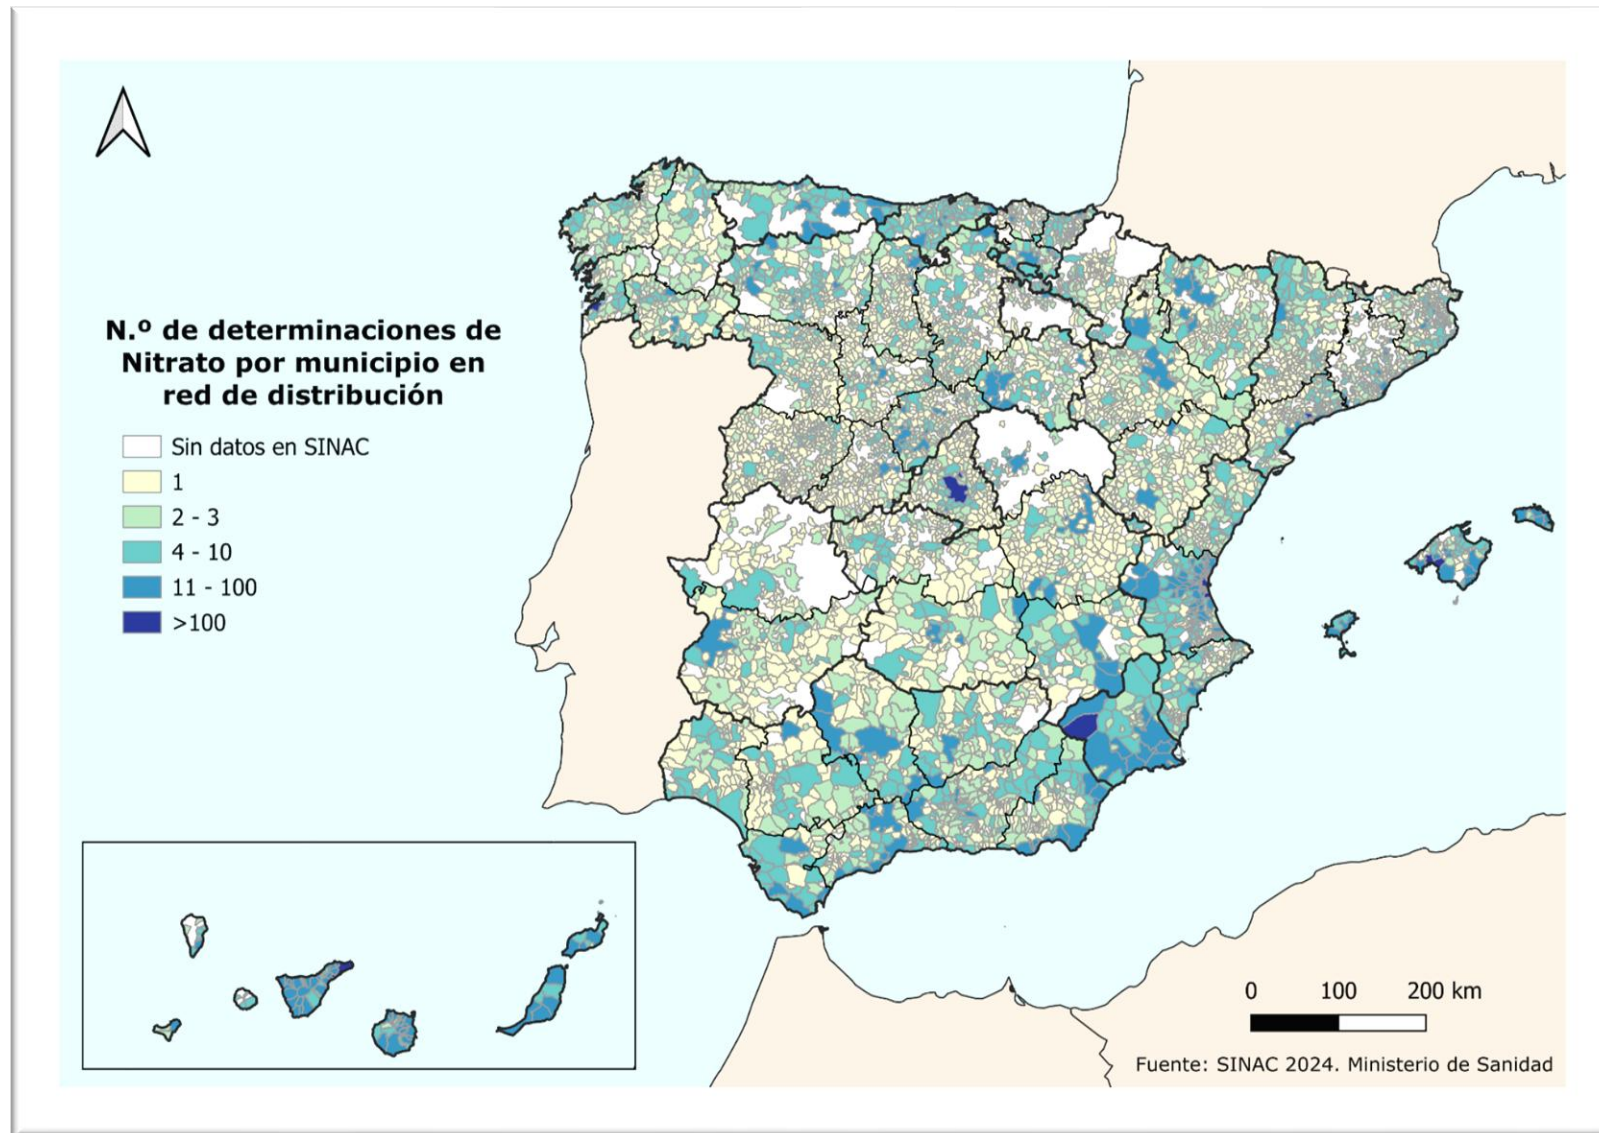 N.º de determinaciones de
Nitrato por municipio en
red de distribución
Sin datos en SINAC
1
2 - 3
4 - 10
11 - 100
>100
0 100 200 km
Fuente: SINAC 2024. Ministerio de Sanidad